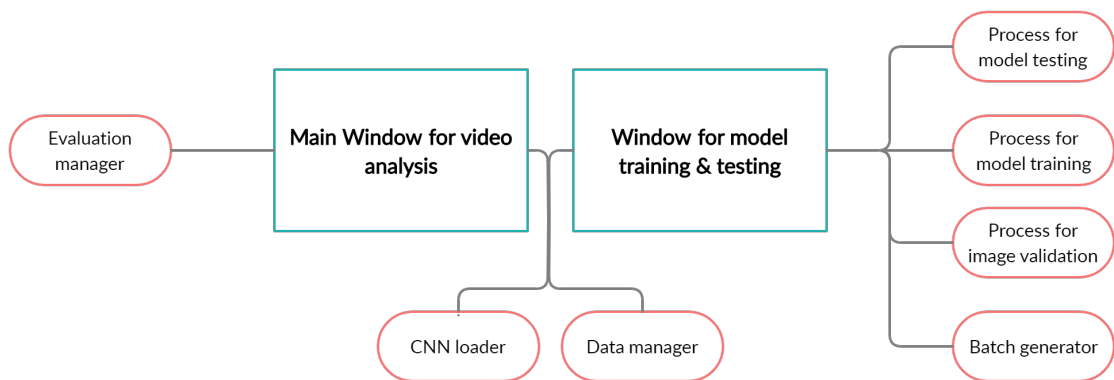 Evaluation
manager
Main Window for video
analysis
Window for model
training & testing
CNN loader
Data manager
Process for
model testing
Process for
model training
Process for
image validation
Batch generator